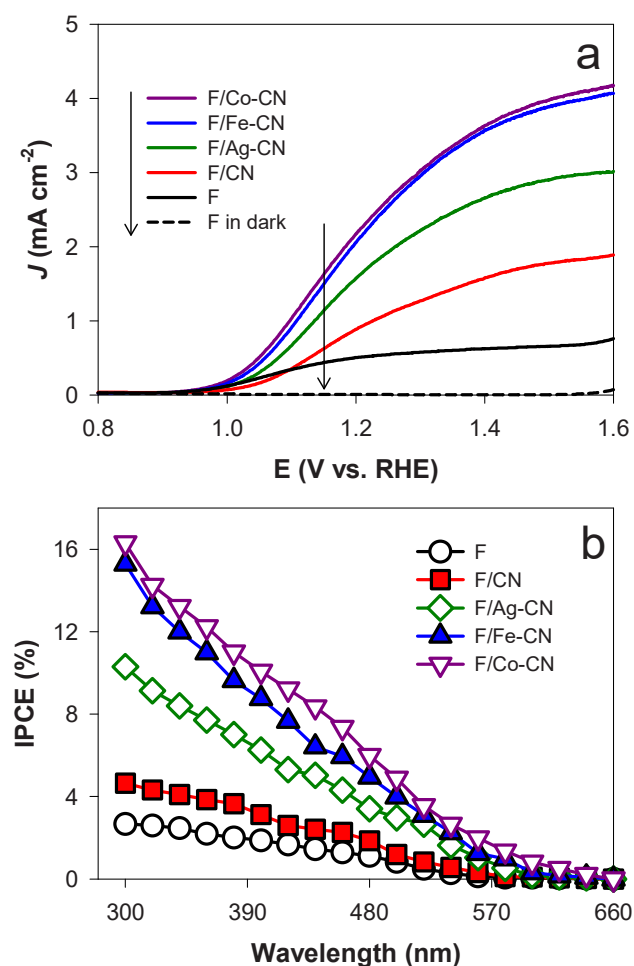 a
5
4
3
2
1
0
J (mA cm⁻²)
F/Co-CN
F/Fe-CN
F/Ag-CN
F/CN
F
F in dark
0.8 1.0 1.2 1.4 1.6
E (V vs. RHE)
b
16
12
8
4
0
IPCE (%)
F
F/CN
F/Ag-CN
F/Fe-CN
F/Co-CN
300 390 480 570 660
Wavelength (nm)